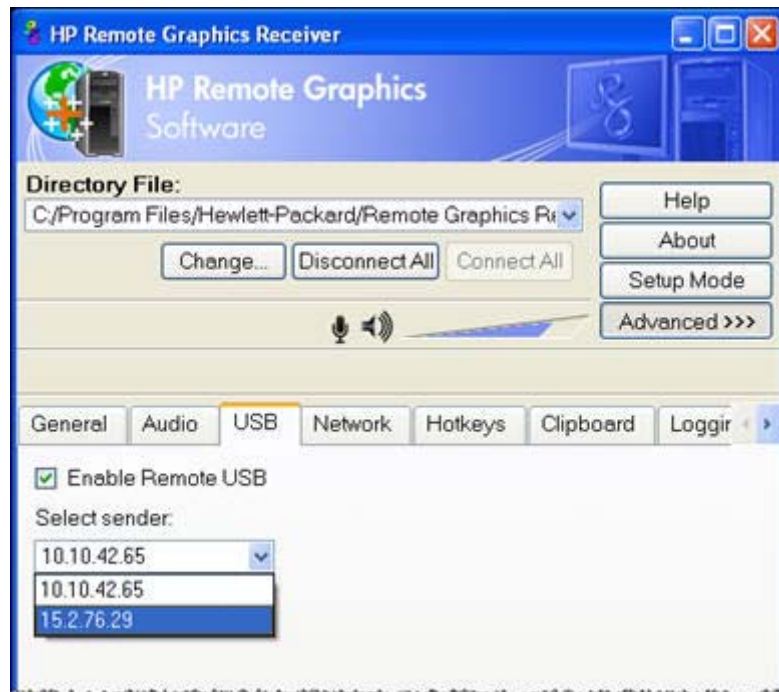 HP Remote Graphics Receiver
HP Remote Graphics
Software
Directory File:
C:/Program Files/Hewlett-Packard/Remote Graphics Re
Help
About
Setup Mode
Advanced >>>
Change...
Disconnect All
Connect All
General
Audio
USB
Network
Hotkeys
Clipboard
Loggin
Enable Remote USB
Select sender:
10.10.42.65
10.10.42.65
15.2.76.29